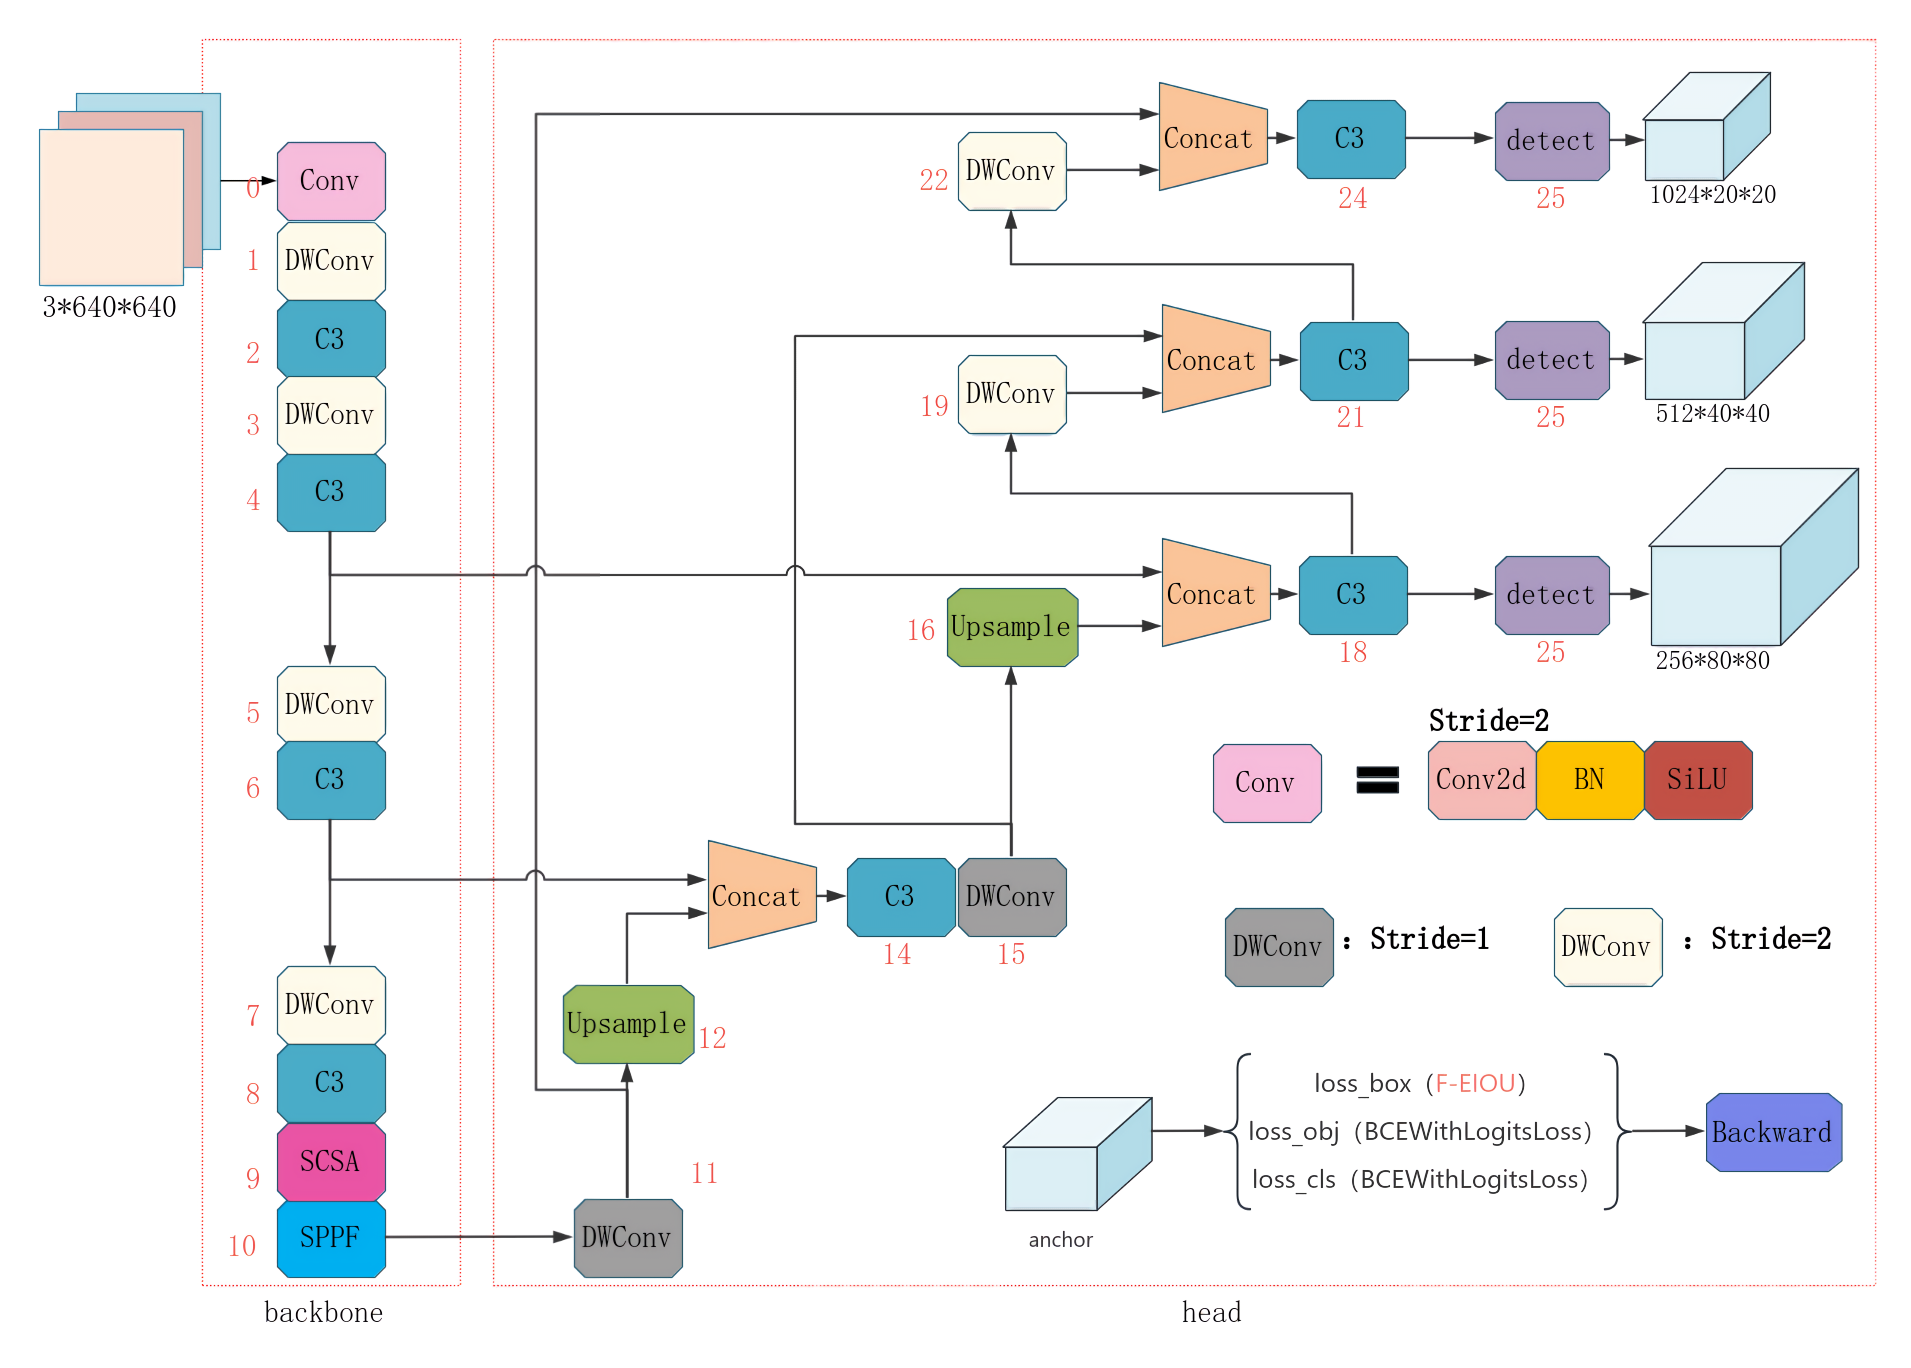 3*640*640
0
Conv
1
DWConv
2
C3
3
DWConv
4
C3
5
DWConv
6
C3
7
DWConv
8
C3
9
SCSA
10
SPPF
backbone
Concat
C3
24
detect
25
1024*20*20
22
DWConv
Concat
C3
21
detect
25
512*40*40
19
DWConv
Concat
C3
18
detect
25
256*80*80
16
Upsample
Concat
C3
14
DWConv
15
Upsample
12
11
DWConv
Stride=2
Conv
=
Conv2d
BN
SiLU
DWConv
: Stride=1
DWConv
: Stride=2
anchor
loss_box (F-EIOU)
loss_obj (BCEWithLogitsLoss)
loss_cls (BCEWithLogitsLoss)
Backward
head